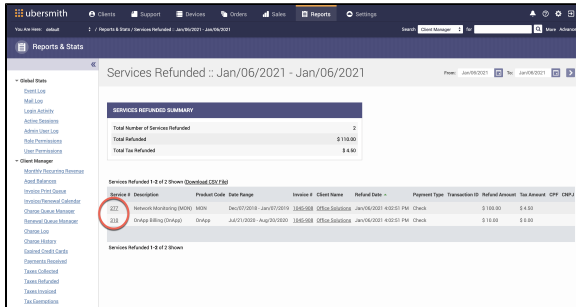 ubersmith Clients Support Devices Orders Sales Reports Settings
You Are Here: default / Reports & Stats / Services Refunded :: Jan/06/2021 - Jan/06/2021 Search Client Manager for More Advanced
Reports & Stats
Services Refunded :: Jan/06/2021 - Jan/06/2021 From: Jan/06/2021 To: Jan/06/2021
Global Stats
Event Log
Mail Log
Login Activity
Active Sessions
Admin User Log
Role Permissions
User Permissions
Client Manager
Monthly Recurring Revenue
Aged Balances
Invoice Print Queue
Invoice/Renewal Calendar
Charge Queue Manager
Renewal Queue Manager
Charge Log
Charge History
Expired Credit Cards
Payments Received
Taxes Collected
Taxes Refunded
Taxes Invoiced
Tax Exemptions
SERVICES REFUNDED SUMMARY
Total Number of Services Refunded 2
Total Refunded $ 110.00
Total Tax Refunded $ 4.50
Services Refunded 1-2 of 2 Shown (Download CSV File)
Service # Description Product Code Date Range Invoice # Client Name Refund Date Payment Type Transaction ID Refund Amount Tax Amount CPF CNPJ
277 Network Monitoring (MON) MON Dec/07/2018 - Jan/07/2019 1045-908 Office Solutions Jan/06/2021 4:02:51 PM Check $ 100.00 $ 4.50
318 OnApp Billing (OnApp) OnApp Jul/21/2020 - Aug/20/2020 1045-908 Office Solutions Jan/06/2021 4:02:51 PM Check $ 10.00 $ 0.00
Services Refunded 1-2 of 2 Shown